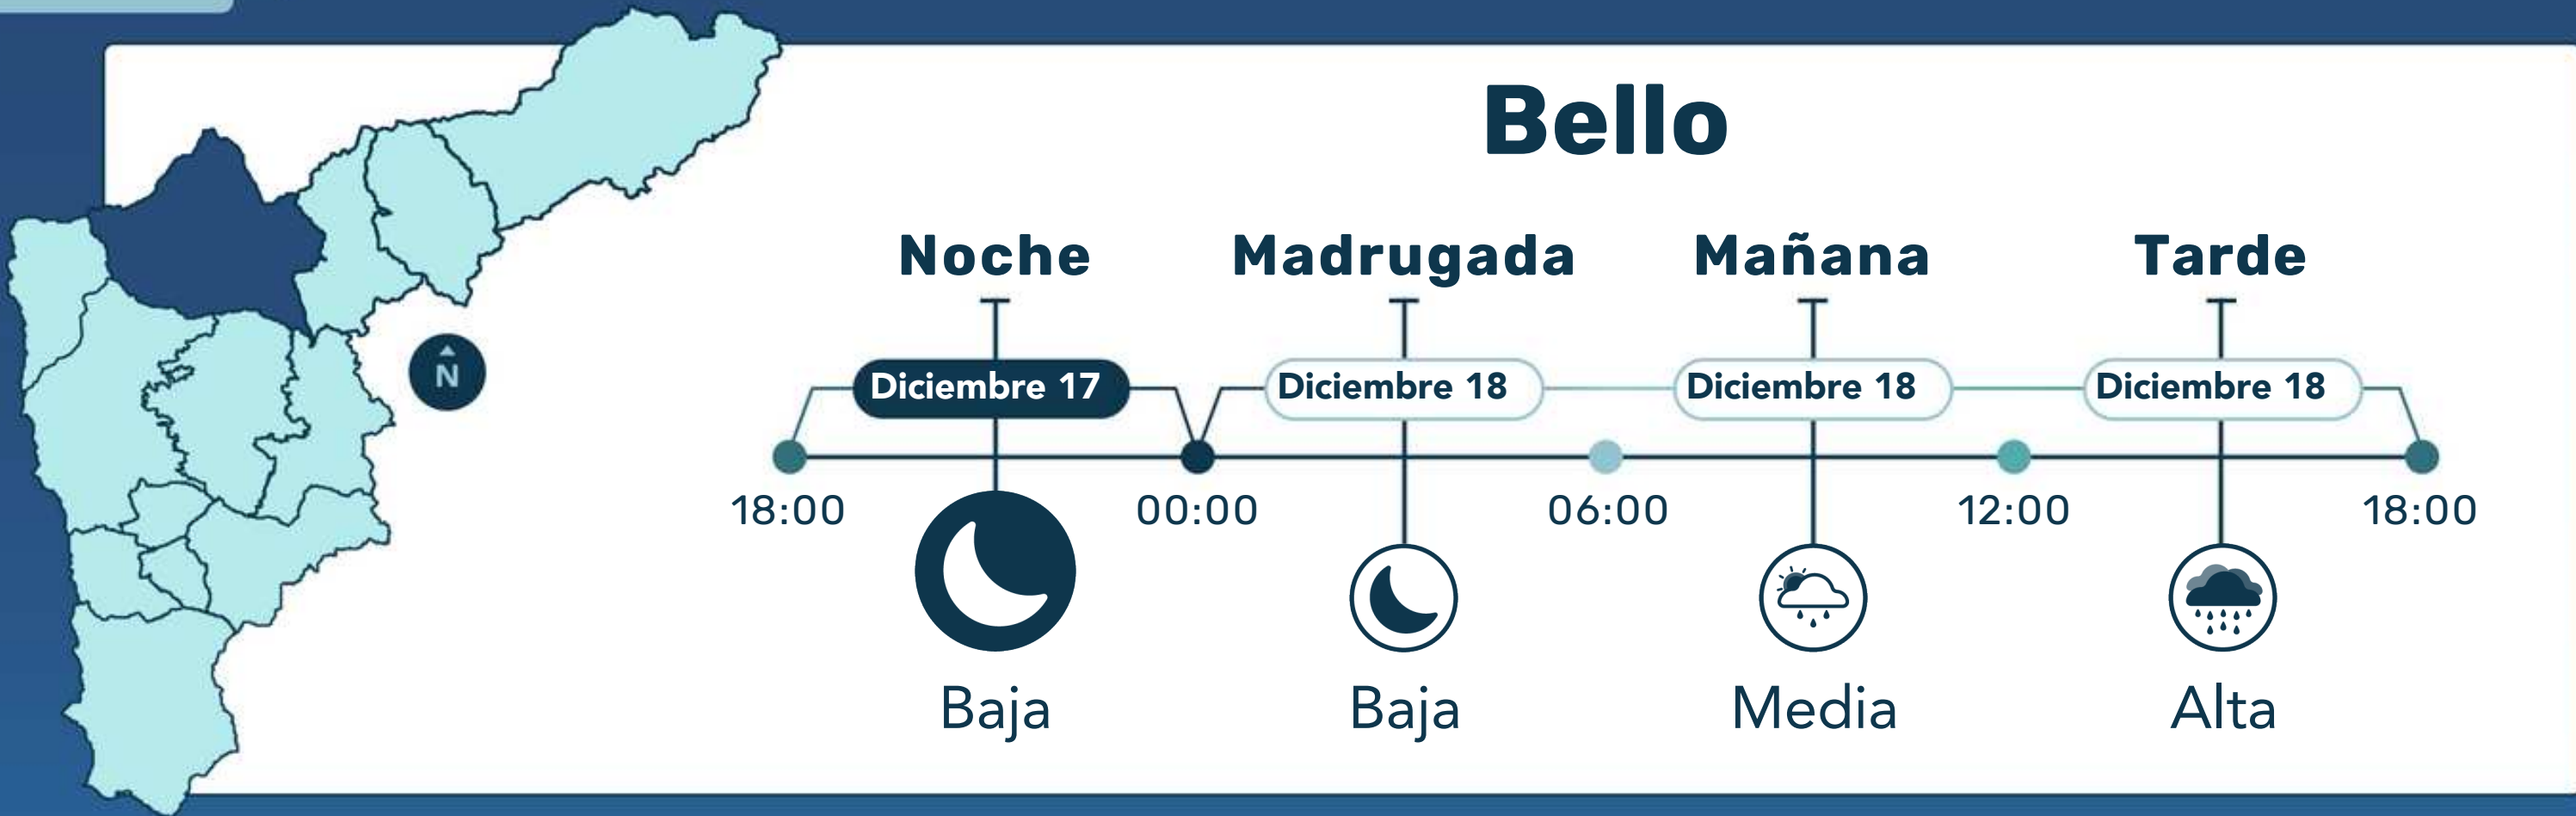 Bello
Noche Madrugada Mañana Tarde
N
Diciembre 17 Diciembre 18 Diciembre 18 Diciembre 18
18:00 00:00 06:00 12:00 18:00
Baja Baja Media Alta